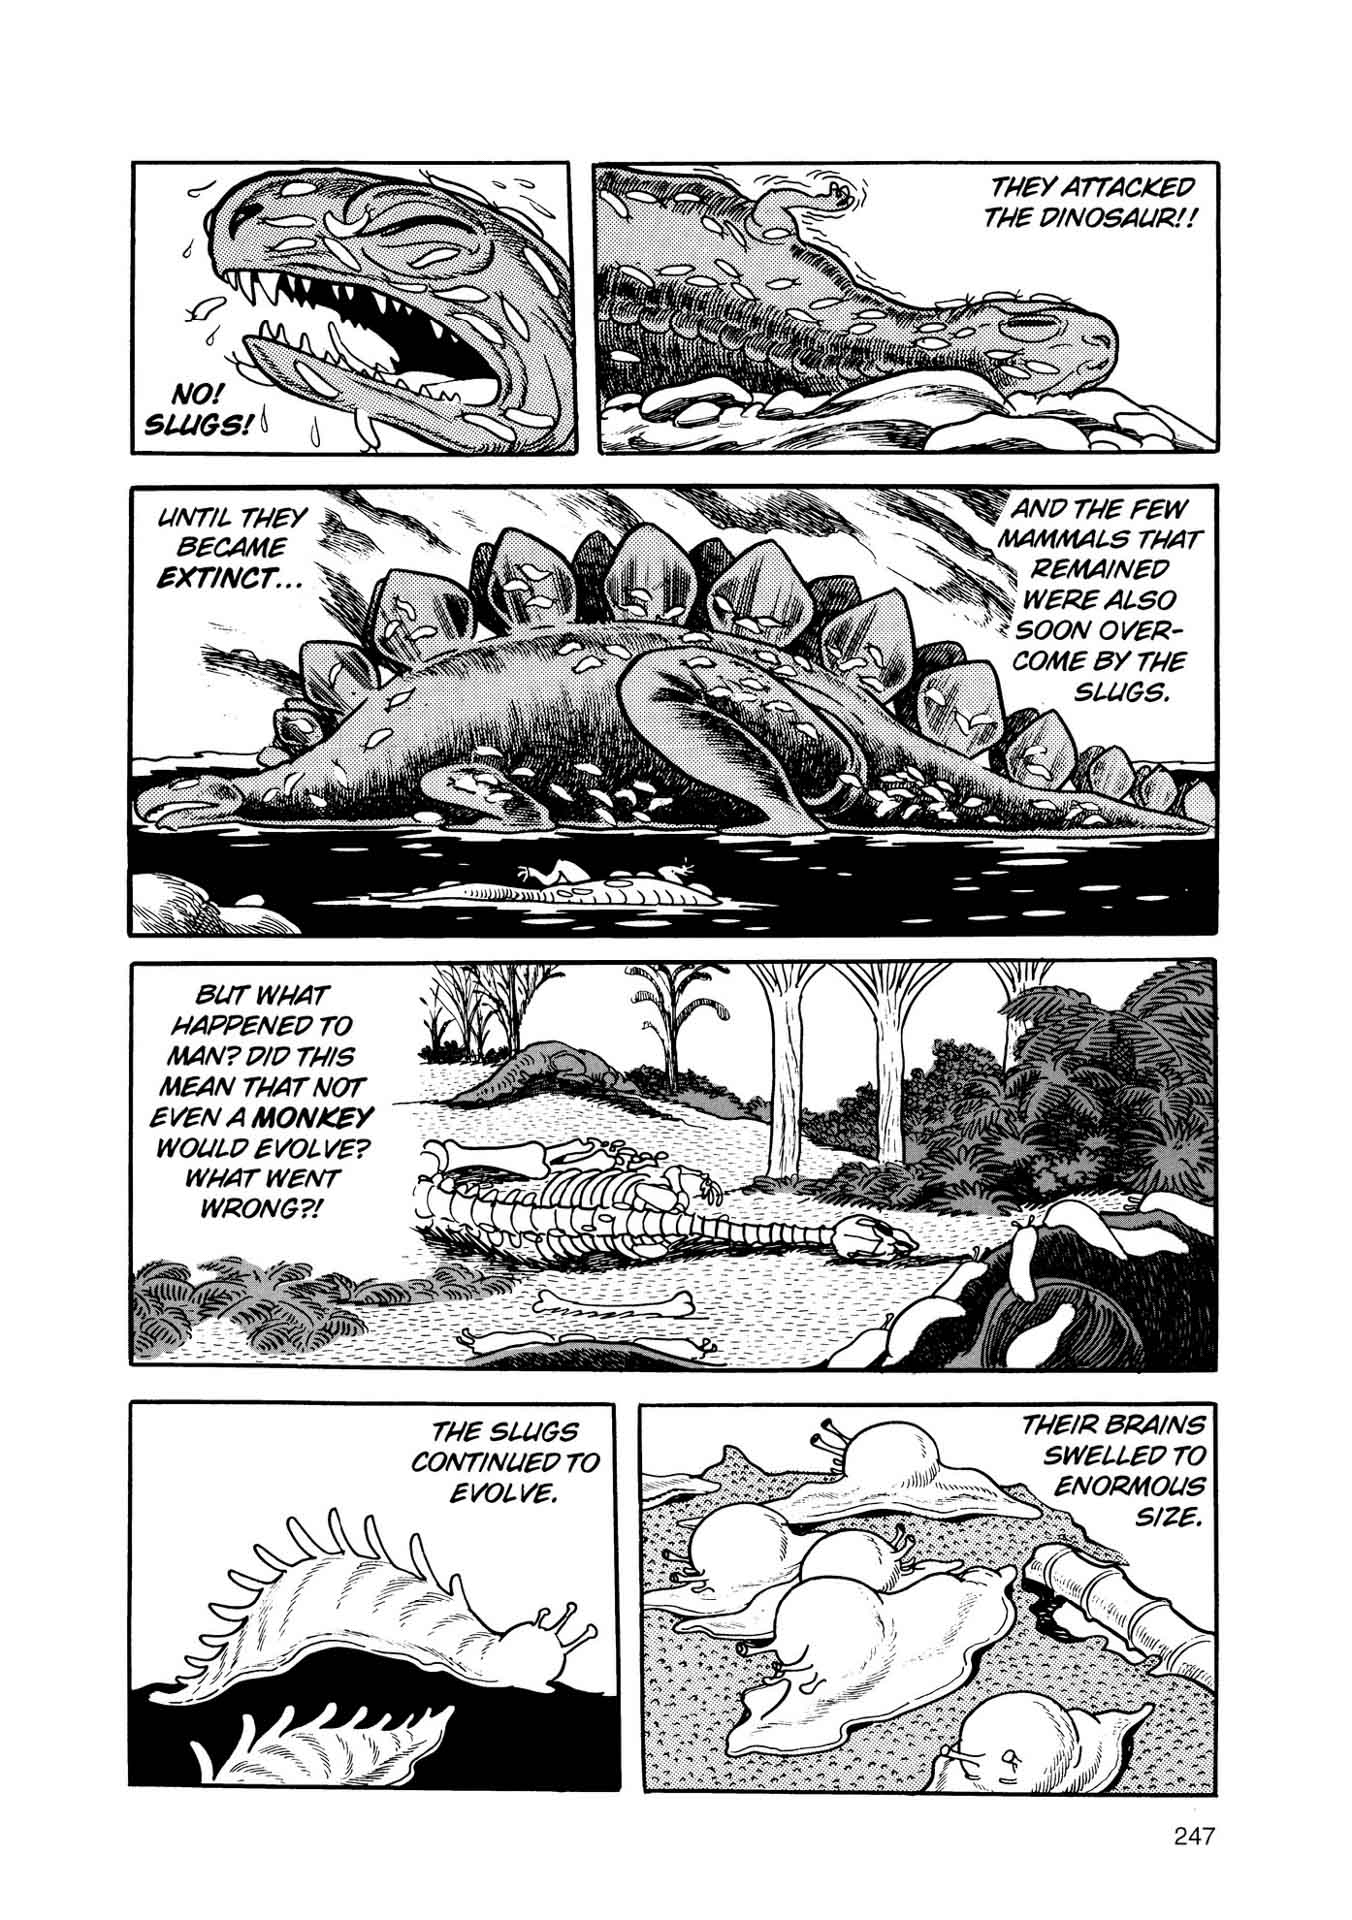 NO!
SLUGS!
THEY ATTACKED
THE DINOSAUR!!
UNTIL THEY
BECAME
EXTINCT...
AND THE FEW
MAMMALS THAT
REMAINED
WERE ALSO
SOON OVER-
COME BY THE
SLUGS.
BUT WHAT
HAPPENED TO
MAN? DID THIS
MEAN THAT NOT
EVEN A MONKEY
WOULD EVOLVE?
WHAT WENT
WRONG?!
THE SLUGS
CONTINUED TO
EVOLVE.
THEIR BRAINS
SWELLED TO
ENORMOUS
SIZE.
247